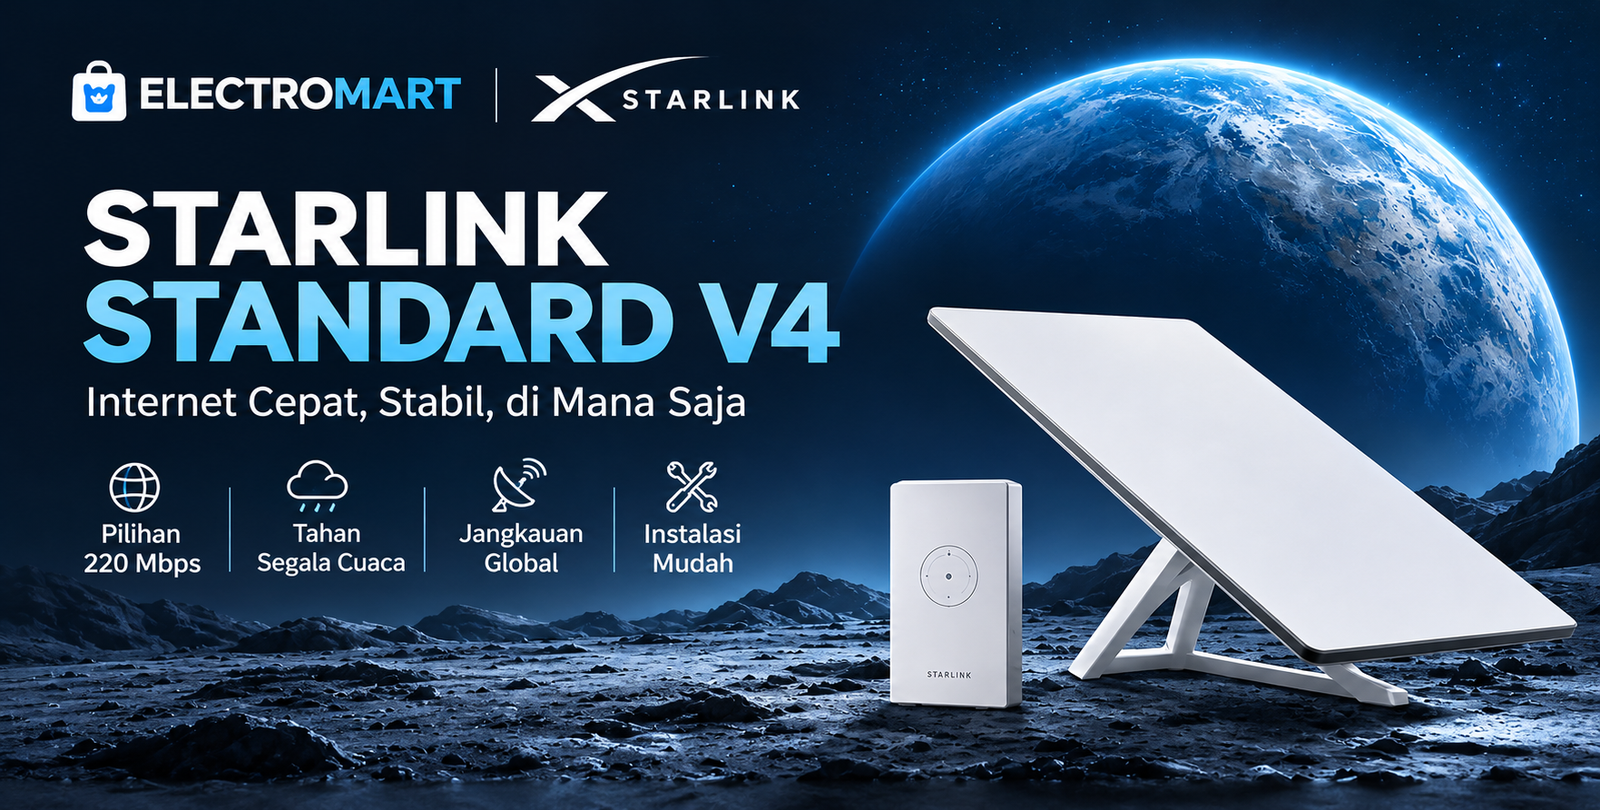 ELECTROMART
STARLINK
STARLINK
STANDARD V4
Internet Cepat, Stabil, di Mana Saja
Pilihan
220 Mbps
Tahan
Segala Cuaca
Jangkauan
Global
Instalasi
Mudah
STARLINK